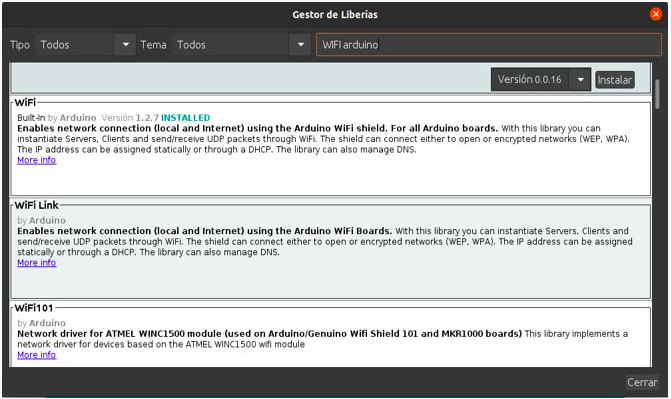 Gestor de Liberías
Tipo Todos Tema Todos WIFI arduino
Versión 0.0.16 Instalar
WiFi
Built-In by Arduino Versión 1.2.7 INSTALLED
Enables network connection (local and Internet) using the Arduino WiFi shield. For all Arduino boards. With this library you can
instantiate Servers, Clients and send/receive UDP packets through WiFi. The shield can connect either to open or encrypted networks (WEP, WPA).
The IP address can be assigned statically or through a DHCP. The library can also manage DNS.
More info
WiFi Link
by Arduino
Enables network connection (local and Internet) using the Arduino WiFi Boards. With this library you can instantiate Servers, Clients and
send/receive UDP packets through WiFi. The shield can connect either to open or encrypted networks (WEP, WPA). The IP address can be assigned
statically or through a DHCP. The library can also manage DNS.
More info
WiFi101
by Arduino
Network driver for ATMEL WINC1500 module (used on Arduino/Genuino Wifi Shield 101 and MKR1000 boards) This library implements a
network driver for devices based on the ATMEL WINC1500 wifi module
More info
Cerrar